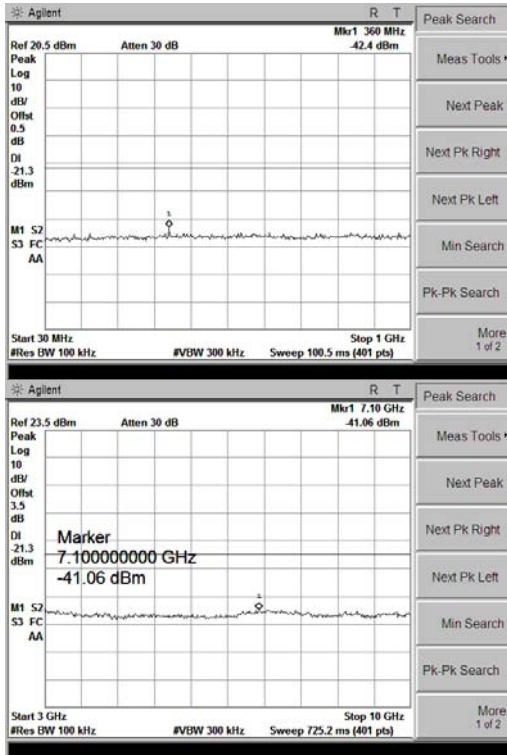 Agilent R T
Mkr1 360 MHz
Ref 20.5 dBm Atten 30 dB -42.4 dBm
Peak
Log
10
dB/
Offst
0.5
dB
DI
-21.3
dBm
1
M1 S2
S3 FC
AA
Start 30 MHz Stop 1 GHz
#Res BW 100 kHz #VBW 300 kHz Sweep 100.5 ms (401 pts)
Peak Search
Meas Tools
Next Peak
Next Pk Right
Next Pk Left
Min Search
Pk-Pk Search
More
1 of 2
Agilent R T
Mkr1 7.10 GHz
Ref 23.5 dBm Atten 30 dB -41.06 dBm
Peak
Log
10
dB/
Offst
3.5
dB
DI
-21.3
dBm
Marker
7.100000000 GHz
-41.06 dBm
1
M1 S2
S3 FC
AA
Start 3 GHz Stop 10 GHz
#Res BW 100 kHz #VBW 300 kHz Sweep 725.2 ms (401 pts)
Peak Search
Meas Tools
Next Peak
Next Pk Right
Next Pk Left
Min Search
Pk-Pk Search
More
1 of 2